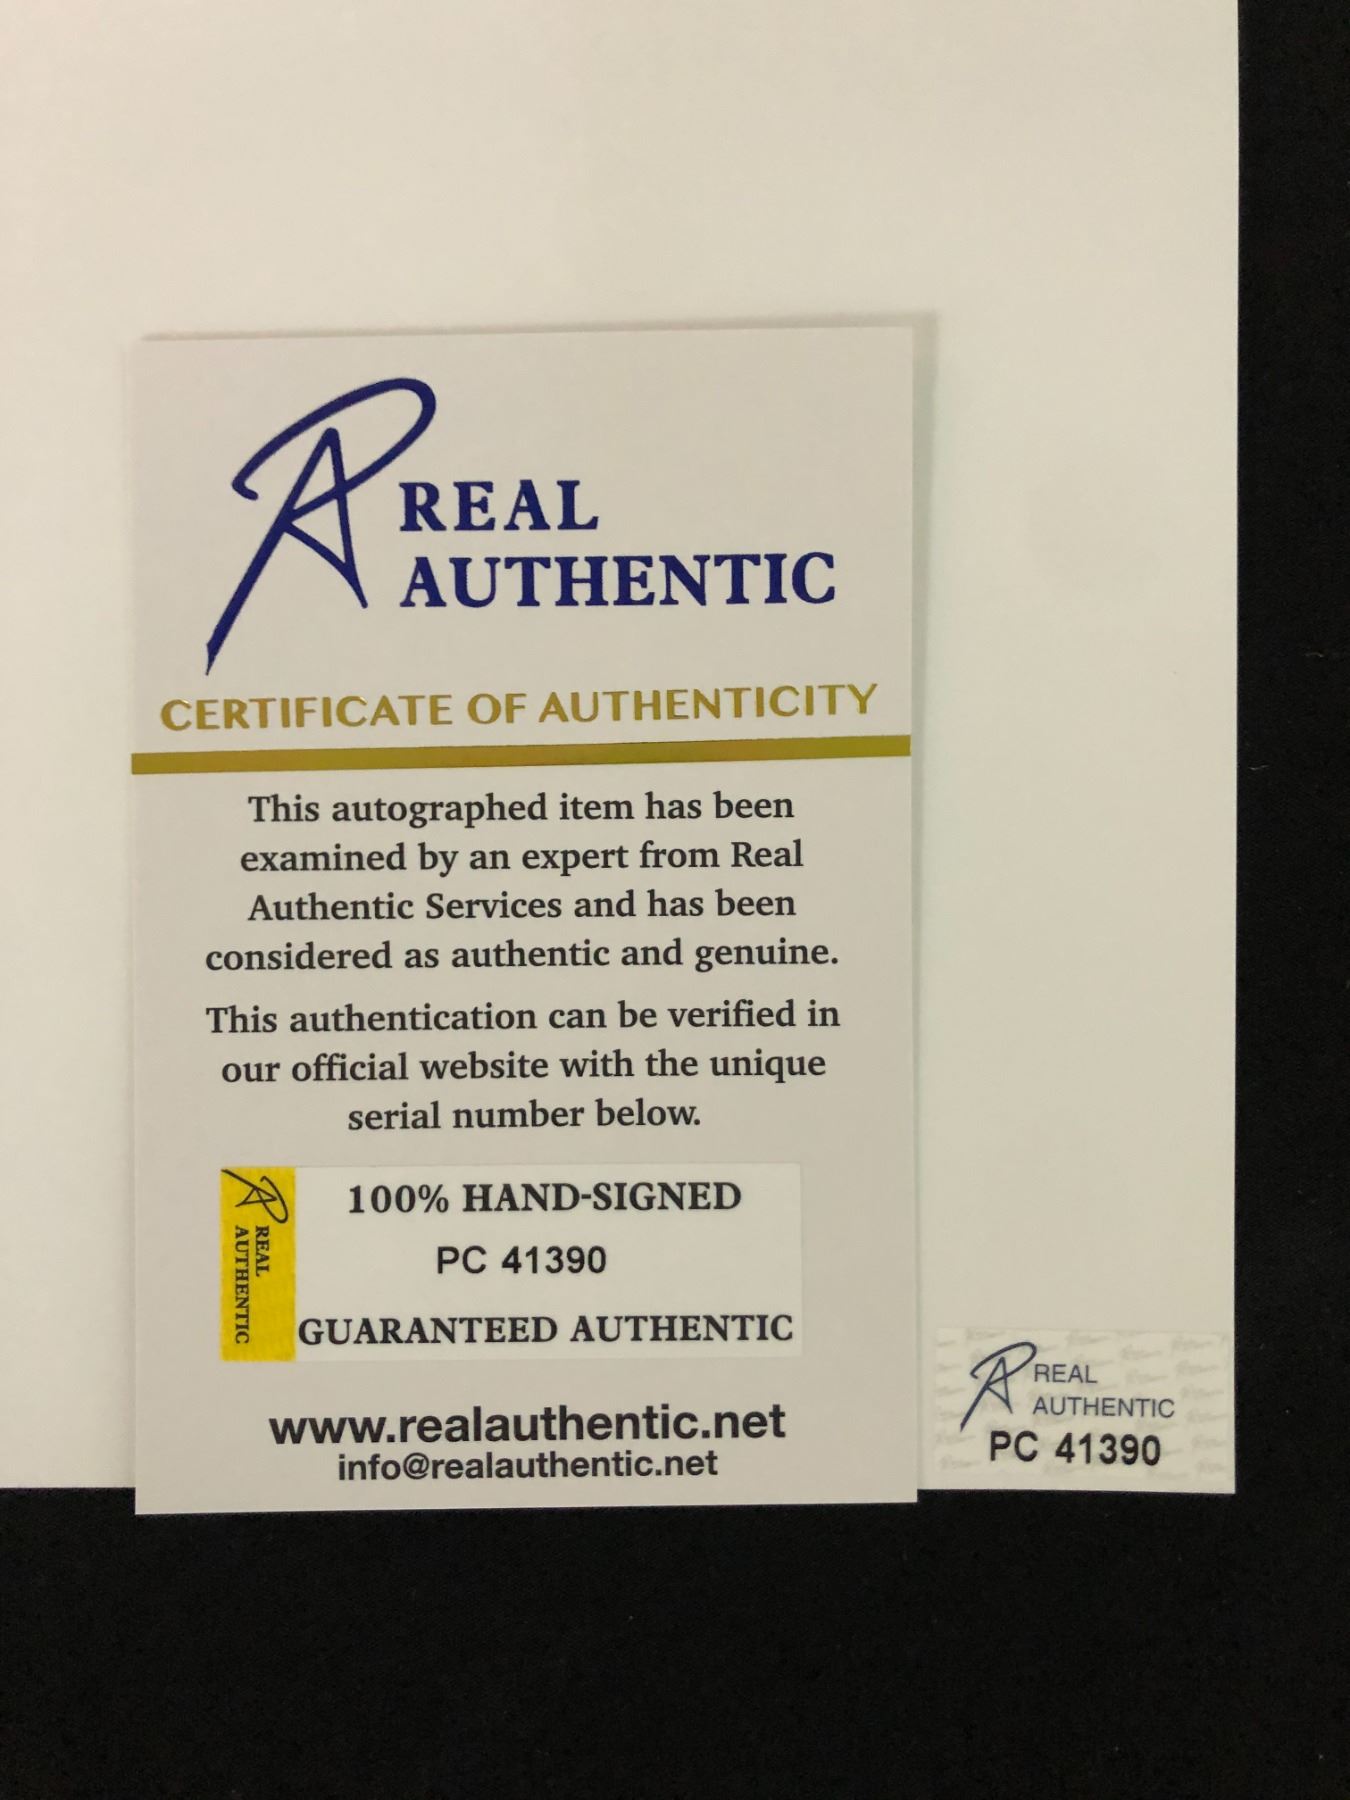 REAL
AUTHENTIC
CERTIFICATE OF AUTHENTICITY
This autographed item has been
examined by an expert from Real
Authentic Services and has been
considered as authentic and genuine.
This authentication can be verified in
our official website with the unique
serial number below.
REAL
AUTHENTIC
100% HAND-SIGNED
PC 41390
GUARANTEED AUTHENTIC
www.realauthentic.net
info@realauthentic.net
REAL
AUTHENTIC
PC 41390